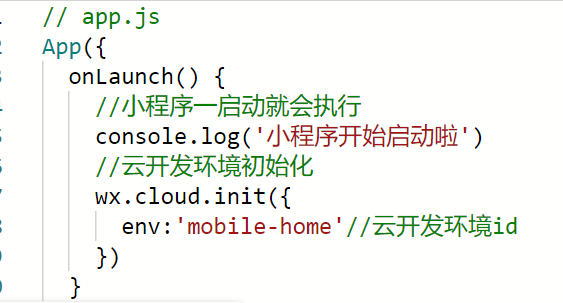 // app.js
App({
onLaunch() {
//小程序一启动就会执行
console.log('小程序开始启动啦')
//云开发环境初始化
wx.cloud.init({
env:'mobile-home'//云开发环境id
})
}